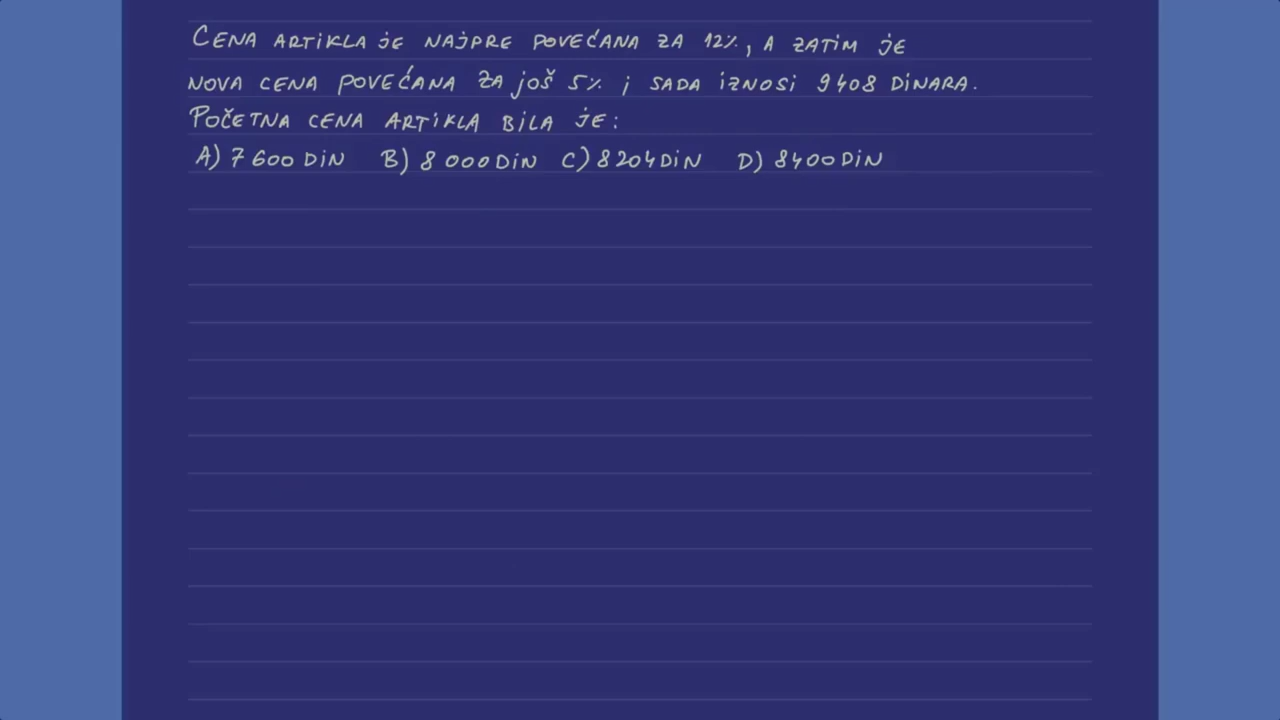 CENA ARTIKLA JE NAJPRE POVEĆANA ZA 12%, A ZATIM JE
NOVA CENA POVEĆANA ZA JOŠ 5% I SADA IZNOSI 9408 DINARA.
POČETNA CENA ARTIKLA BILA JE:
A) 7600 DIN B) 8000 DIN C) 8204 DIN D) 8400 DIN